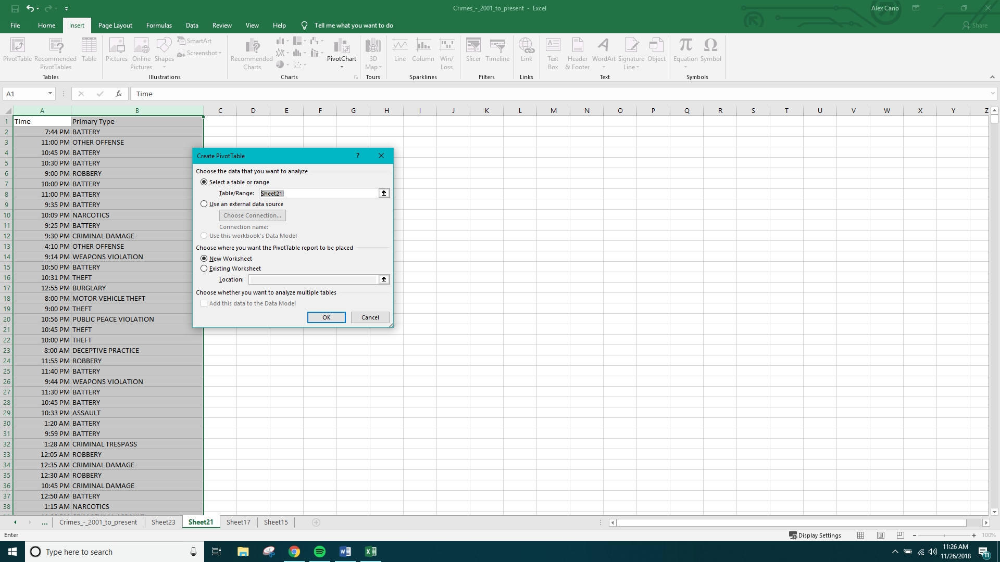 Crimes_-_2001_to_present - Excel
Alex Cano
File Home Insert Page Layout Formulas Data Review View Help Tell me what you want to do Share
PivotTable Recommended PivotTables Table Pictures Online Pictures Shapes SmartArt Screenshot Recommended Charts PivotChart 3D Map Line Column Win/Loss Slicer Timeline Link Text Box Header & Footer WordArt Signature Line Object Equation Symbol
Tables Illustrations Charts Tours Sparklines Filters Links Text Symbols
A1 fx Time
A B C D E F G H I J K L M N O P Q R S T U V W X Y Z
1 Time Primary Type
2 7:44 PM BATTERY
3 11:00 PM OTHER OFFENSE
4 10:45 PM BATTERY
5 10:30 PM BATTERY
6 9:00 PM ROBBERY
7 10:00 PM BATTERY
8 11:00 PM BATTERY
9 9:35 PM BATTERY
10 10:09 PM NARCOTICS
11 9:25 PM BATTERY
12 9:30 PM CRIMINAL DAMAGE
13 4:10 PM OTHER OFFENSE
14 9:14 PM WEAPONS VIOLATION
15 10:50 PM BATTERY
16 10:31 PM THEFT
17 12:55 PM BURGLARY
18 8:00 PM MOTOR VEHICLE THEFT
19 9:00 PM THEFT
20 10:56 PM PUBLIC PEACE VIOLATION
21 10:45 PM THEFT
22 10:00 PM THEFT
23 8:00 AM DECEPTIVE PRACTICE
24 11:55 PM ROBBERY
25 11:40 PM BATTERY
26 9:44 PM WEAPONS VIOLATION
27 11:30 PM BATTERY
28 10:45 PM BATTERY
29 10:33 PM ASSAULT
30 1:20 AM BATTERY
31 9:59 PM BATTERY
32 1:28 AM CRIMINAL TRESPASS
33 12:05 AM ROBBERY
34 12:35 AM CRIMINAL DAMAGE
35 12:30 AM ROBBERY
36 10:45 PM CRIMINAL DAMAGE
37 12:50 AM BATTERY
38 1:15 AM NARCOTICS
Create PivotTable ?
Choose the data that you want to analyze
Select a table or range
Table/Range: Sheet21!
Use an external data source
Choose Connection...
Connection name:
Use this workbook's Data Model
Choose where you want the PivotTable report to be placed
New Worksheet
Existing Worksheet
Location:
Choose whether you want to analyze multiple tables
Add this data to the Data Model
OK Cancel
... Crimes_-_2001_to_present Sheet23 Sheet21 Sheet17 Sheet15
Enter Display Settings 100%
Type here to search
11:26 AM
11/26/2018
11